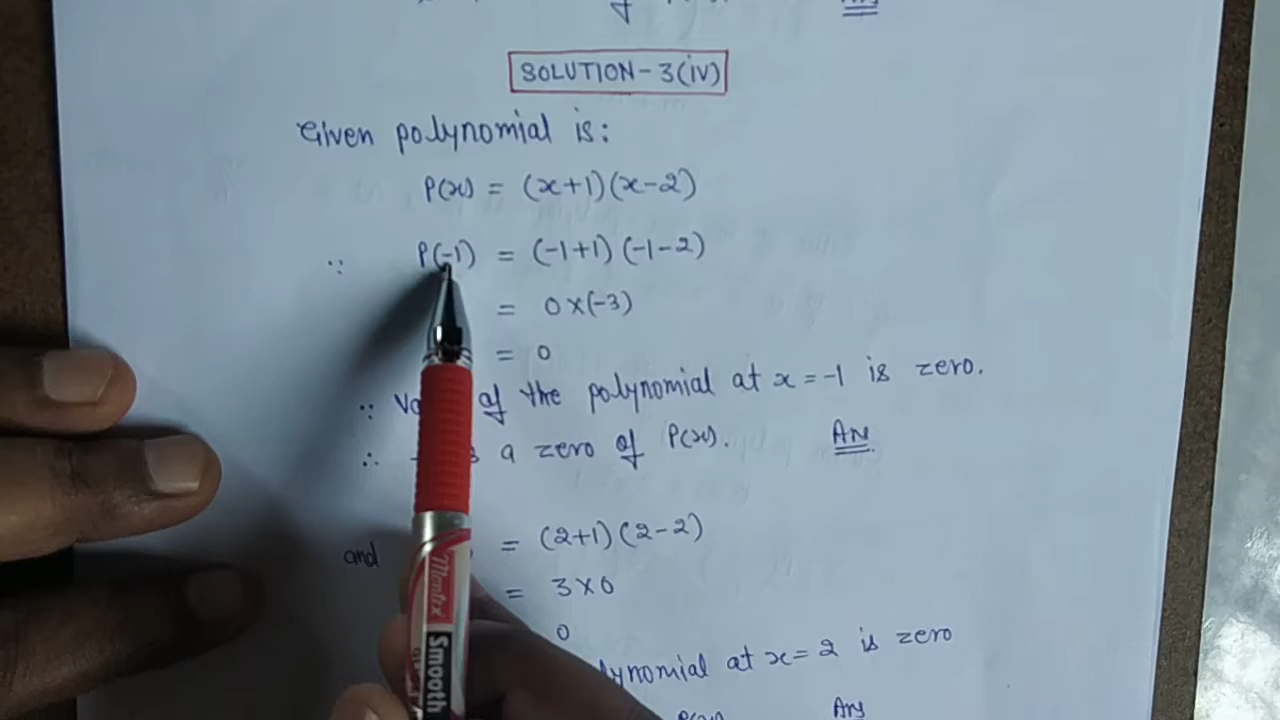 SOLUTION-3(iv)
Given polynomial is:
P(x) = (x+1)(x-2)
∵ P(-1) = (-1+1)(-1-2)
= 0×(-3)
= 0
∵ of the polynomial at x=-1 is zero.
∴ a zero of P(x). AN
and = (2+1)(2-2)
= 3×0
0
at x=2 is zero
P(x) Ans
Montex
Smooth